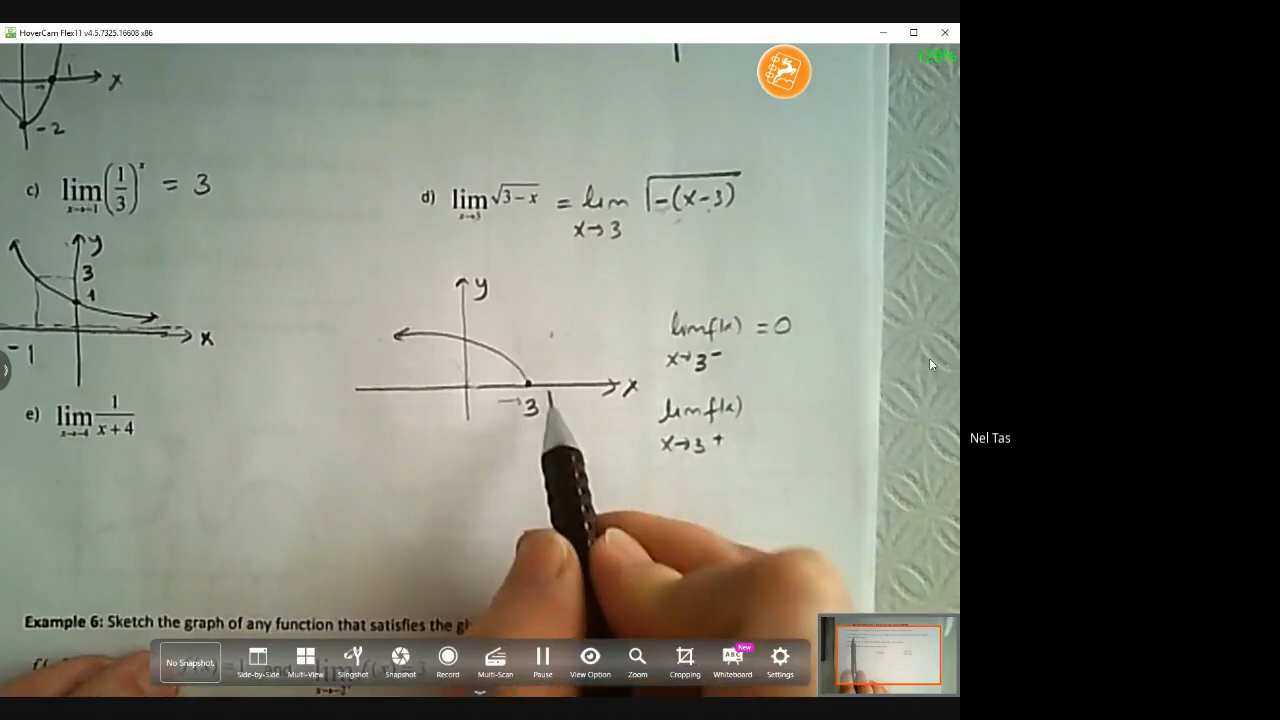 HoverCam Flex11 v4.5.7325.16608 x86
1 x
-2
c) lim x→-1 (1/3)^x = 3
d) lim x→3 √3-x = lim x→3 √-(x-3)
y
3
1
x
-1
y
x
→3
lim f(x) = 0
x→3⁻
lim f(x)
x→3⁺
e) lim x→-4 1/x+4
Nel Tas
Example 6: Sketch the graph of any function that satisfies the
No Snapshot
Side-by-Side
Multi-View
Slingshot
Snapshot
Record
Multi-Scan
Pause
View Option
Zoom
Cropping
New
ABC
Whiteboard
Settings